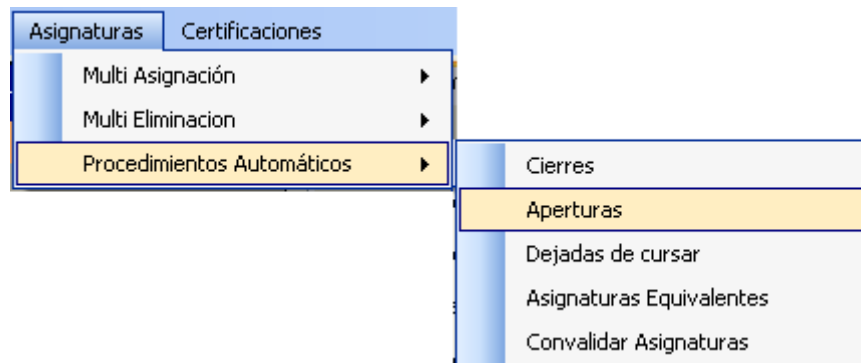 Asignaturas Certificaciones
Multi Asignación
Multi Eliminacion
Procedimientos Automáticos
Cierres
Aperturas
Dejadas de cursar
Asignaturas Equivalentes
Convalidar Asignaturas